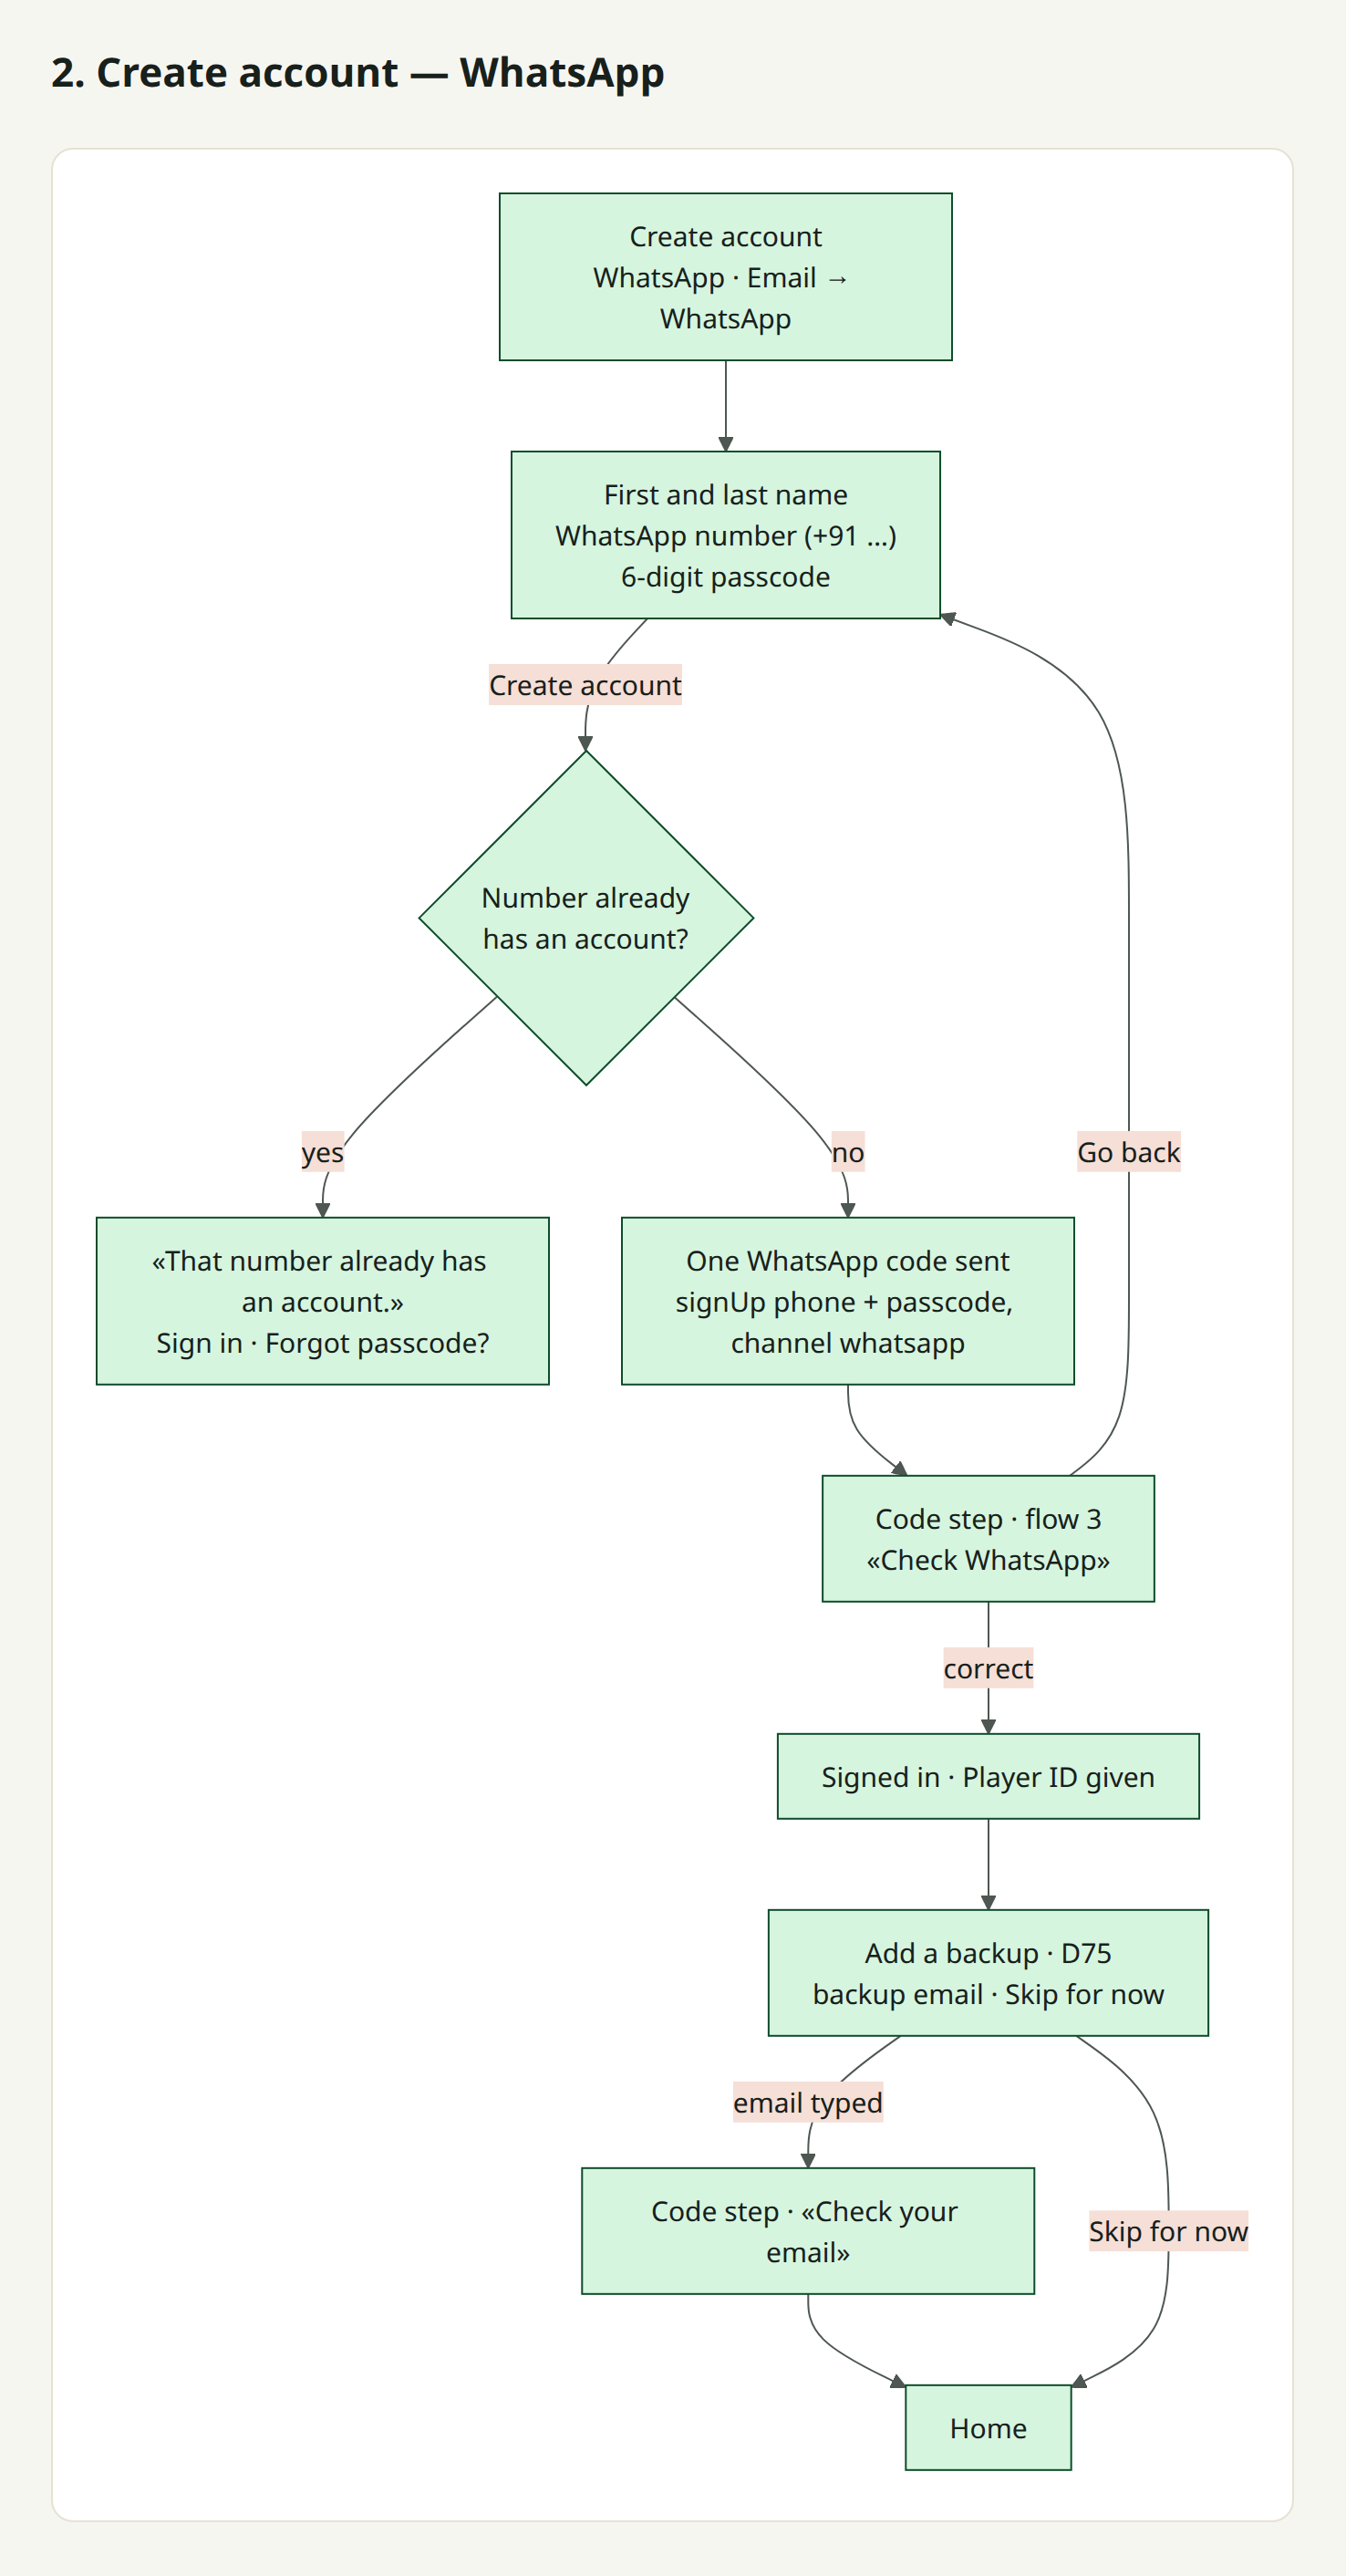 2. Create account — WhatsApp
Create account
WhatsApp · Email →
WhatsApp
First and last name
WhatsApp number (+91 …)
6-digit passcode
Create account
Number already
has an account?
yes
no
Go back
«That number already has
an account.»
Sign in · Forgot passcode?
One WhatsApp code sent
signUp phone + passcode,
channel whatsapp
Code step · flow 3
«Check WhatsApp»
correct
Signed in · Player ID given
Add a backup · D75
backup email · Skip for now
email typed
Code step · «Check your
email»
Skip for now
Home